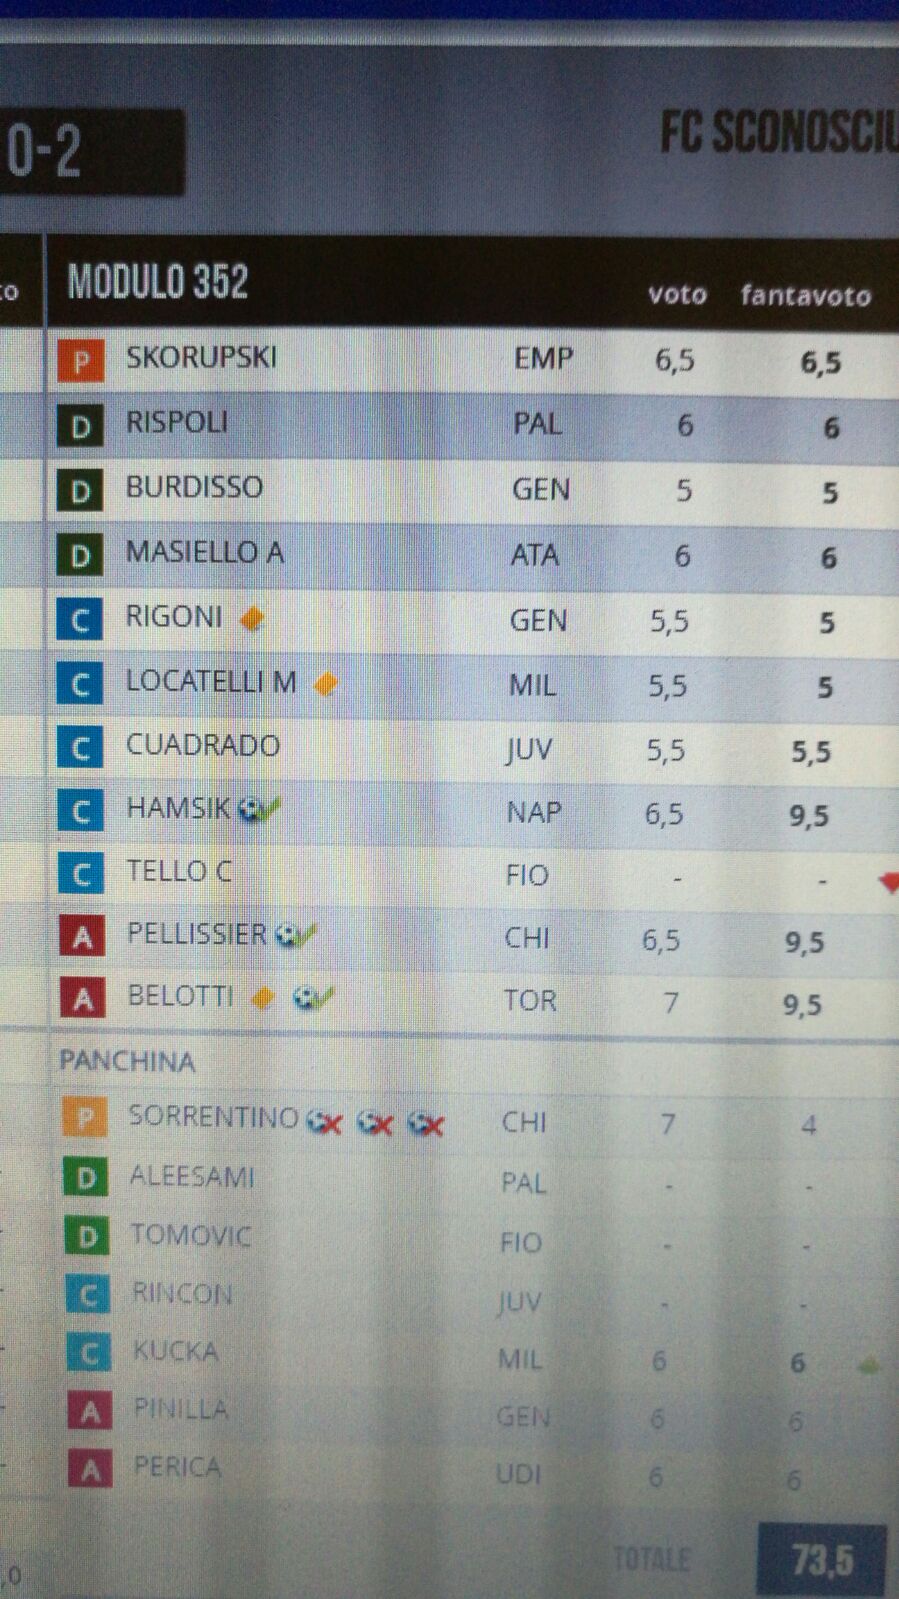 0-2
FC SCONOSCIU
to MODULO 352 voto fantavoto
P SKORUPSKI EMP 6,5 6,5
D RISPOLI PAL 6 6
D BURDISSO GEN 5 5
D MASIELLO A ATA 6 6
C RIGONI GEN 5,5 5
C LOCATELLI M MIL 5,5 5
C CUADRADO JUV 5,5 5,5
C HAMSIK NAP 6,5 9,5
C TELLO C FIO - -
A PELLISSIER CHI 6,5 9,5
A BELOTTI TOR 7 9,5
PANCHINA
P SORRENTINO CHI 7 4
D ALEESAMI PAL - -
D TOMOVIC FIO - -
C RINCON JUV - -
C KUCKA MIL 6 6
A PINILLA GEN 6 6
A PERICA UDI 6 6
TOTALE 73,5
,0